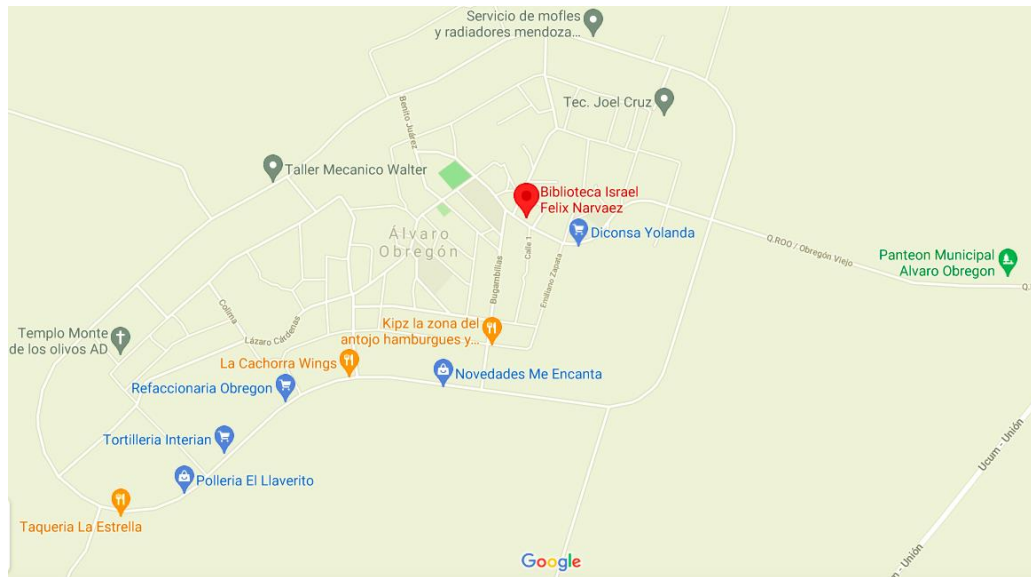 Servicio de mofles
y radiadores mendoza...
Tec. Joel Cruz
Benito Juárez
Taller Mecanico Walter
Biblioteca Israel
Felix Narvaez
Álvaro
Obregón
Calle 1
Diconsa Yolanda
Q.ROO / Obregón Viejo
Panteon Municipal
Alvaro Obregon
Q.
Bugambilias
Emiliano Zapata
Colima
Lázaro Cárdenas
Kipz la zona del
antojo hamburgues y...
Templo Monte
de los olivos AD
La Cachorra Wings
Novedades Me Encanta
Refaccionaria Obregon
Tortilleria Interian
Ucum - Unión
Polleria El Llaverito
Taqueria La Estrella
Google
um - Unión